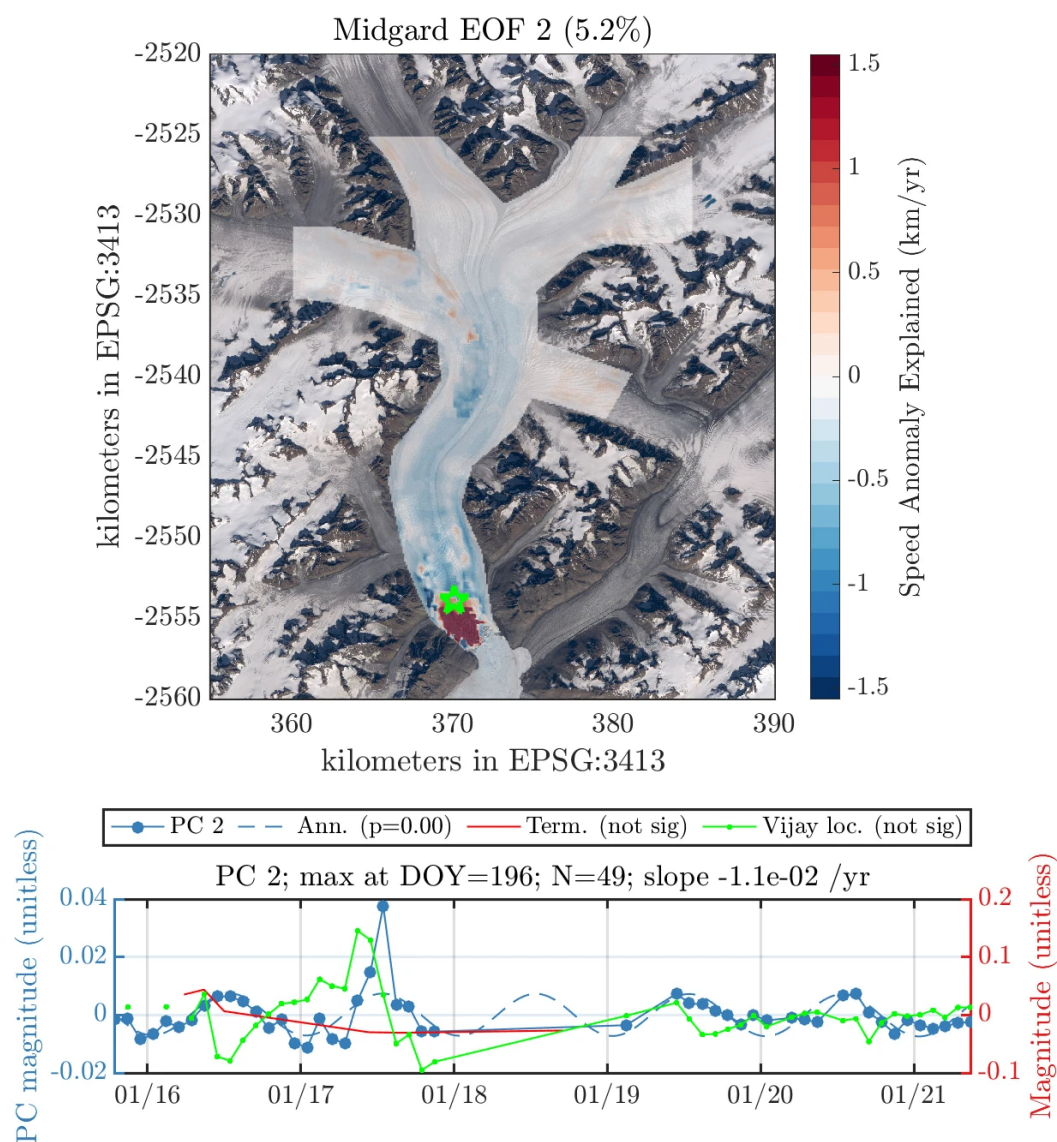 Midgard EOF 2 (5.2%)
-2520
-2525
-2530
-2535
-2540
-2545
-2550
-2555
-2560
kilometers in EPSG:3413
360 370 380 390
kilometers in EPSG:3413
1.5
1
0.5
0
-0.5
-1
-1.5
Speed Anomaly Explained (km/yr)
PC 2 Ann. (p=0.00) Term. (not sig) Vijay loc. (not sig)
PC 2; max at DOY=196; N=49; slope -1.1e-02 /yr
PC magnitude (unitless)
0.04
0.02
0
-0.02
0.2
0.1
0
-0.1
Magnitude (unitless)
01/16 01/17 01/18 01/19 01/20 01/21